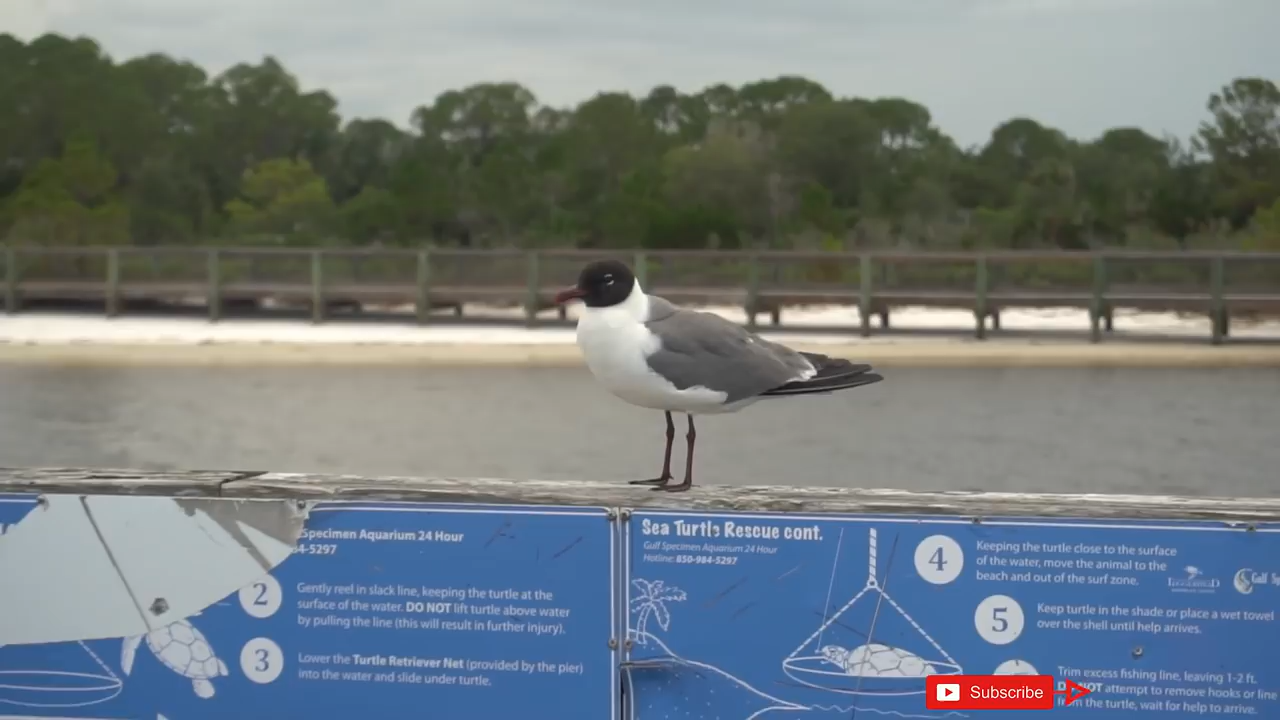 Specimen Aquarium 24 Hour
4-5297
2
Gently reel in slack line, keeping the turtle at the
surface of the water. DO NOT lift turtle above water
by pulling the line (this will result in further injury).
3
Lower the Turtle Retriever Net (provided by the pier)
into the water and slide under turtle.
Sea Turtle Rescue cont.
Gulf Specimen Aquarium 24 Hour
Hotline: 850-984-5297
4
Keeping the turtle close to the surface
of the water, move the animal to the
beach and out of the surf zone.
Gulf
5
Keep turtle in the shade or place a wet towel
over the shell until help arrives.
Trim excess fishing line, leaving 1-2 ft.
DO NOT attempt to remove hooks or line
from the turtle, wait for help to arrive.
Subscribe